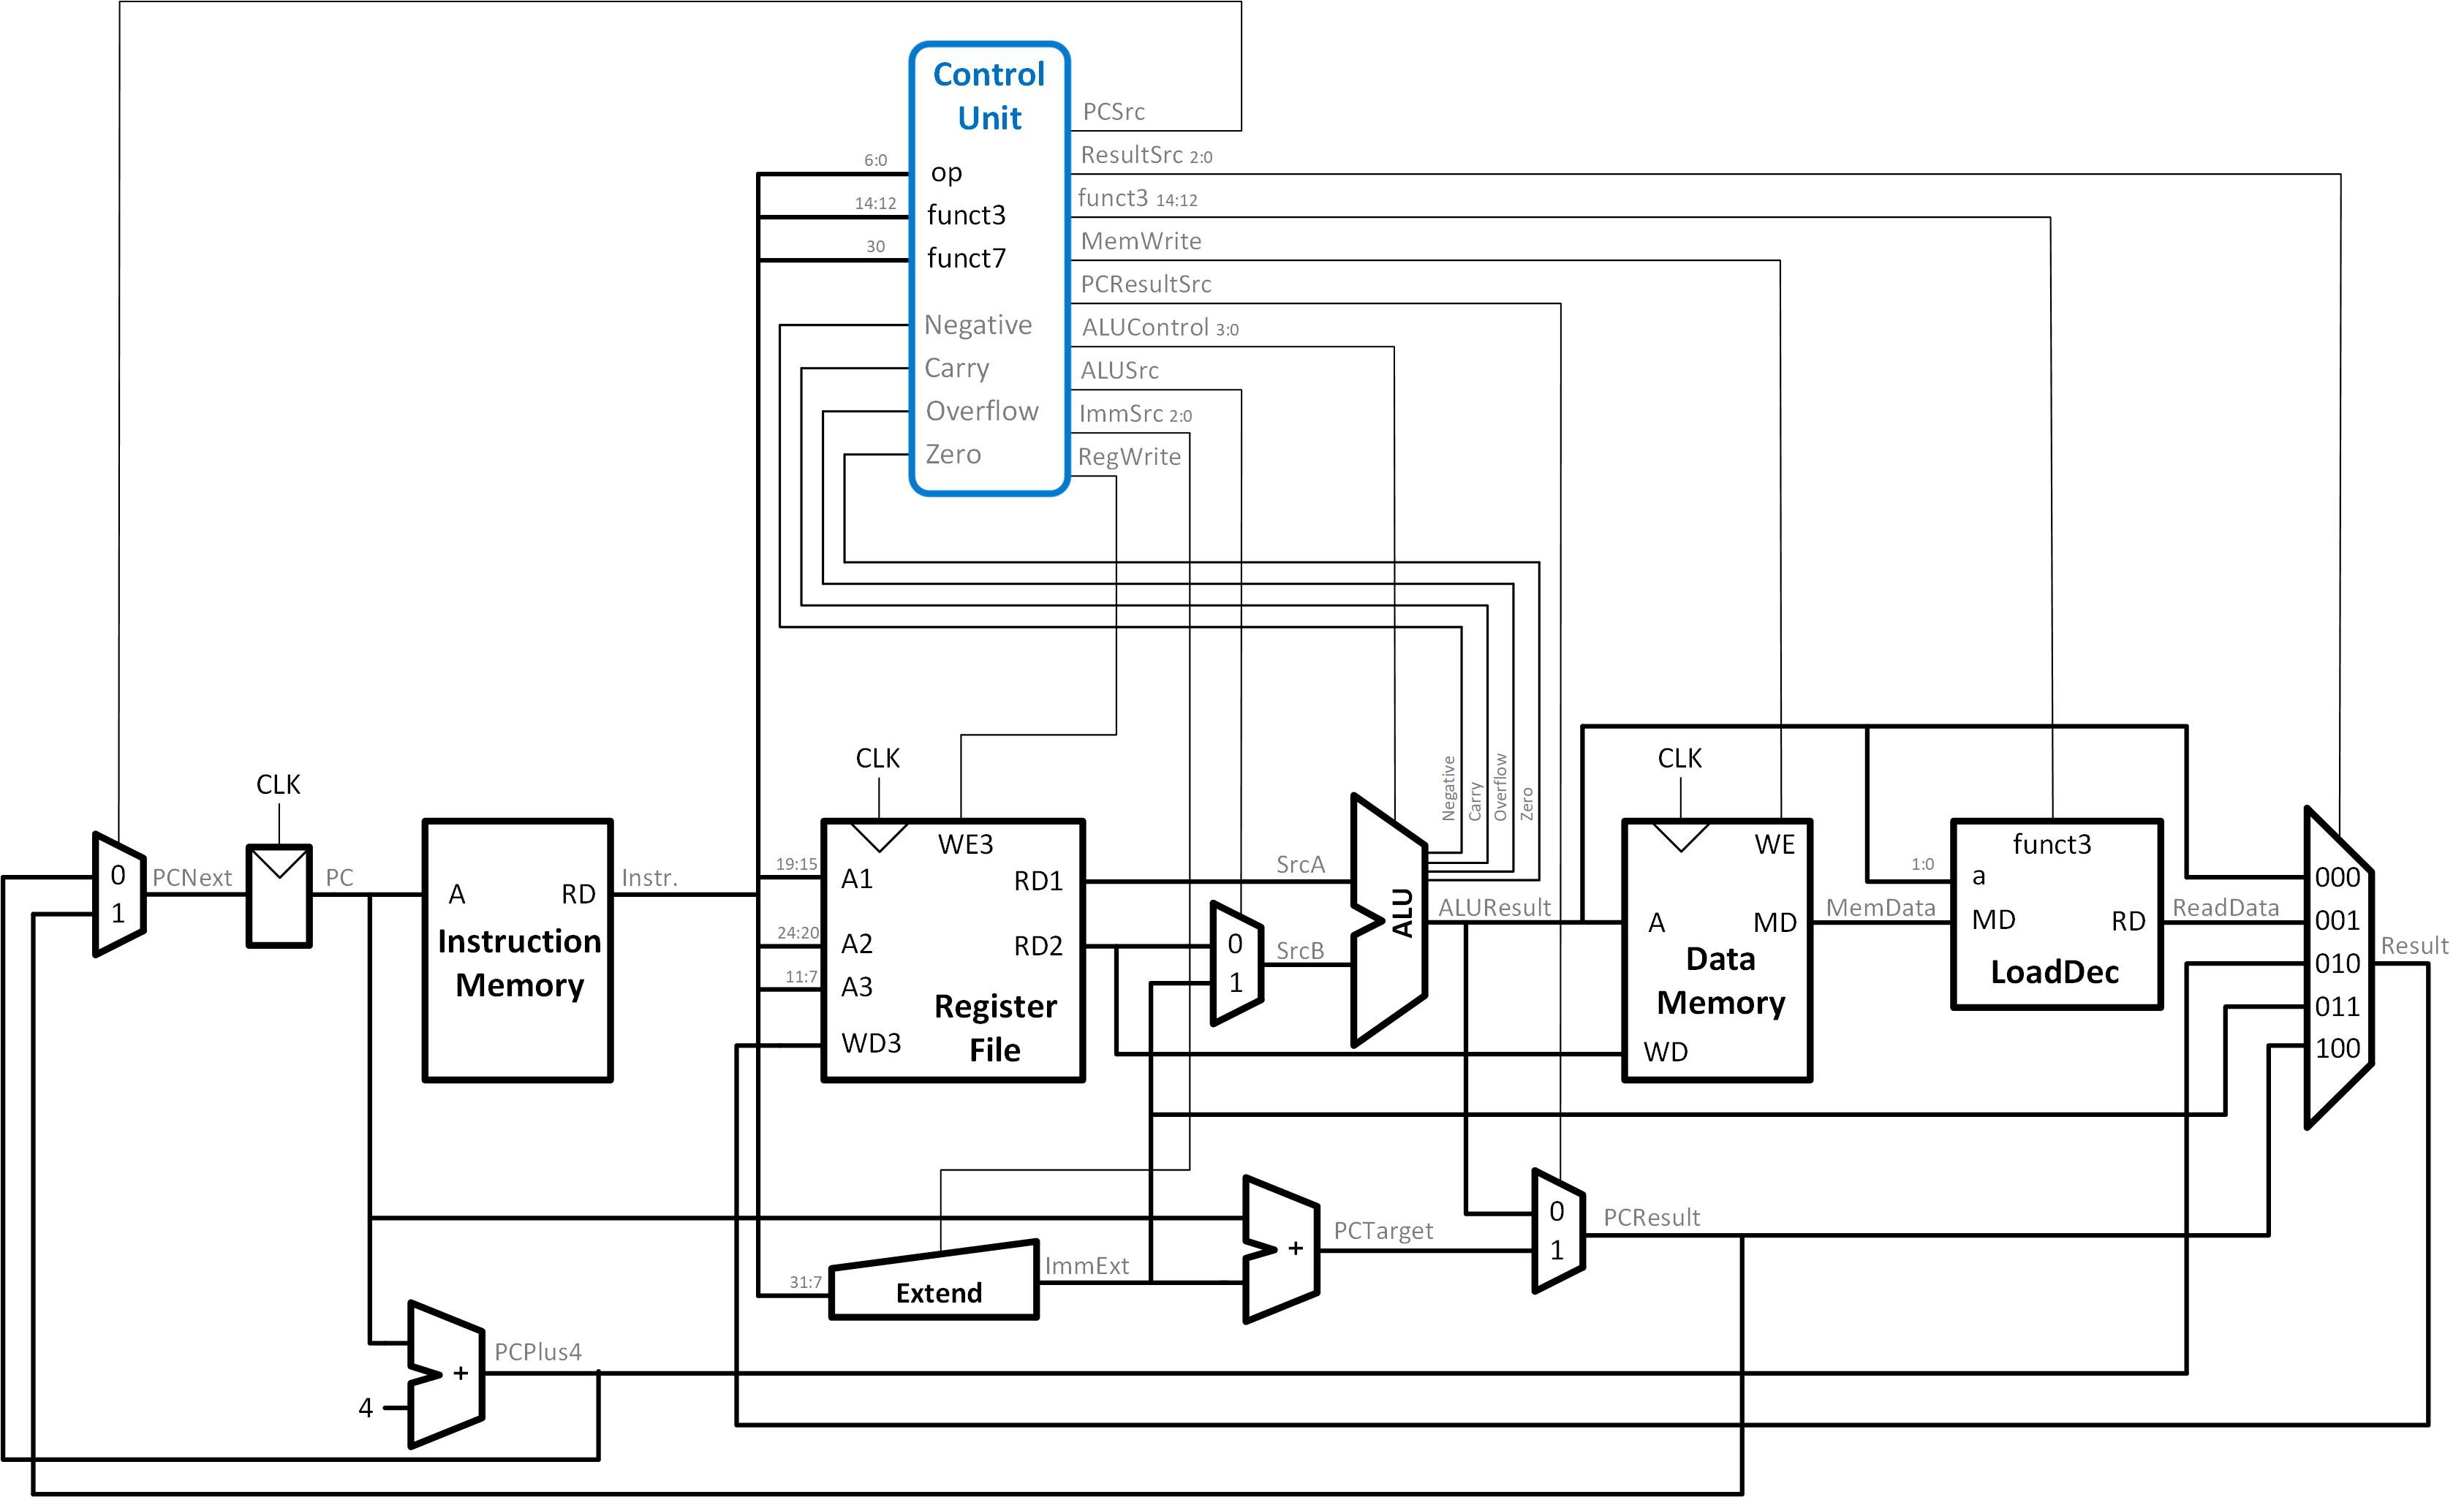 Control
Unit
PCSrc
ResultSrc 2:0
6:0
op
funct3 14:12
14:12
funct3
MemWrite
30
funct7
PCResultSrc
Negative
ALUControl 3:0
Carry
ALUSrc
Overflow
ImmSrc 2:0
Zero
RegWrite
CLK
CLK
CLK
Negative
Carry
Overflow
Zero
0
1
PCNext
PC
A
RD
Instruction
Memory
Instr.
19:15
A1
WE3
RD1
24:20
A2
RD2
11:7
A3
WD3
Register
File
SrcA
0
1
SrcB
ALU
ALUResult
A
WE
MD
Data
Memory
WD
MemData
1:0
funct3
a
MD
RD
LoadDec
ReadData
000
001
010
011
100
Result
31:7
Extend
ImmExt
+
PCTarget
0
1
PCResult
4
+
PCPlus4